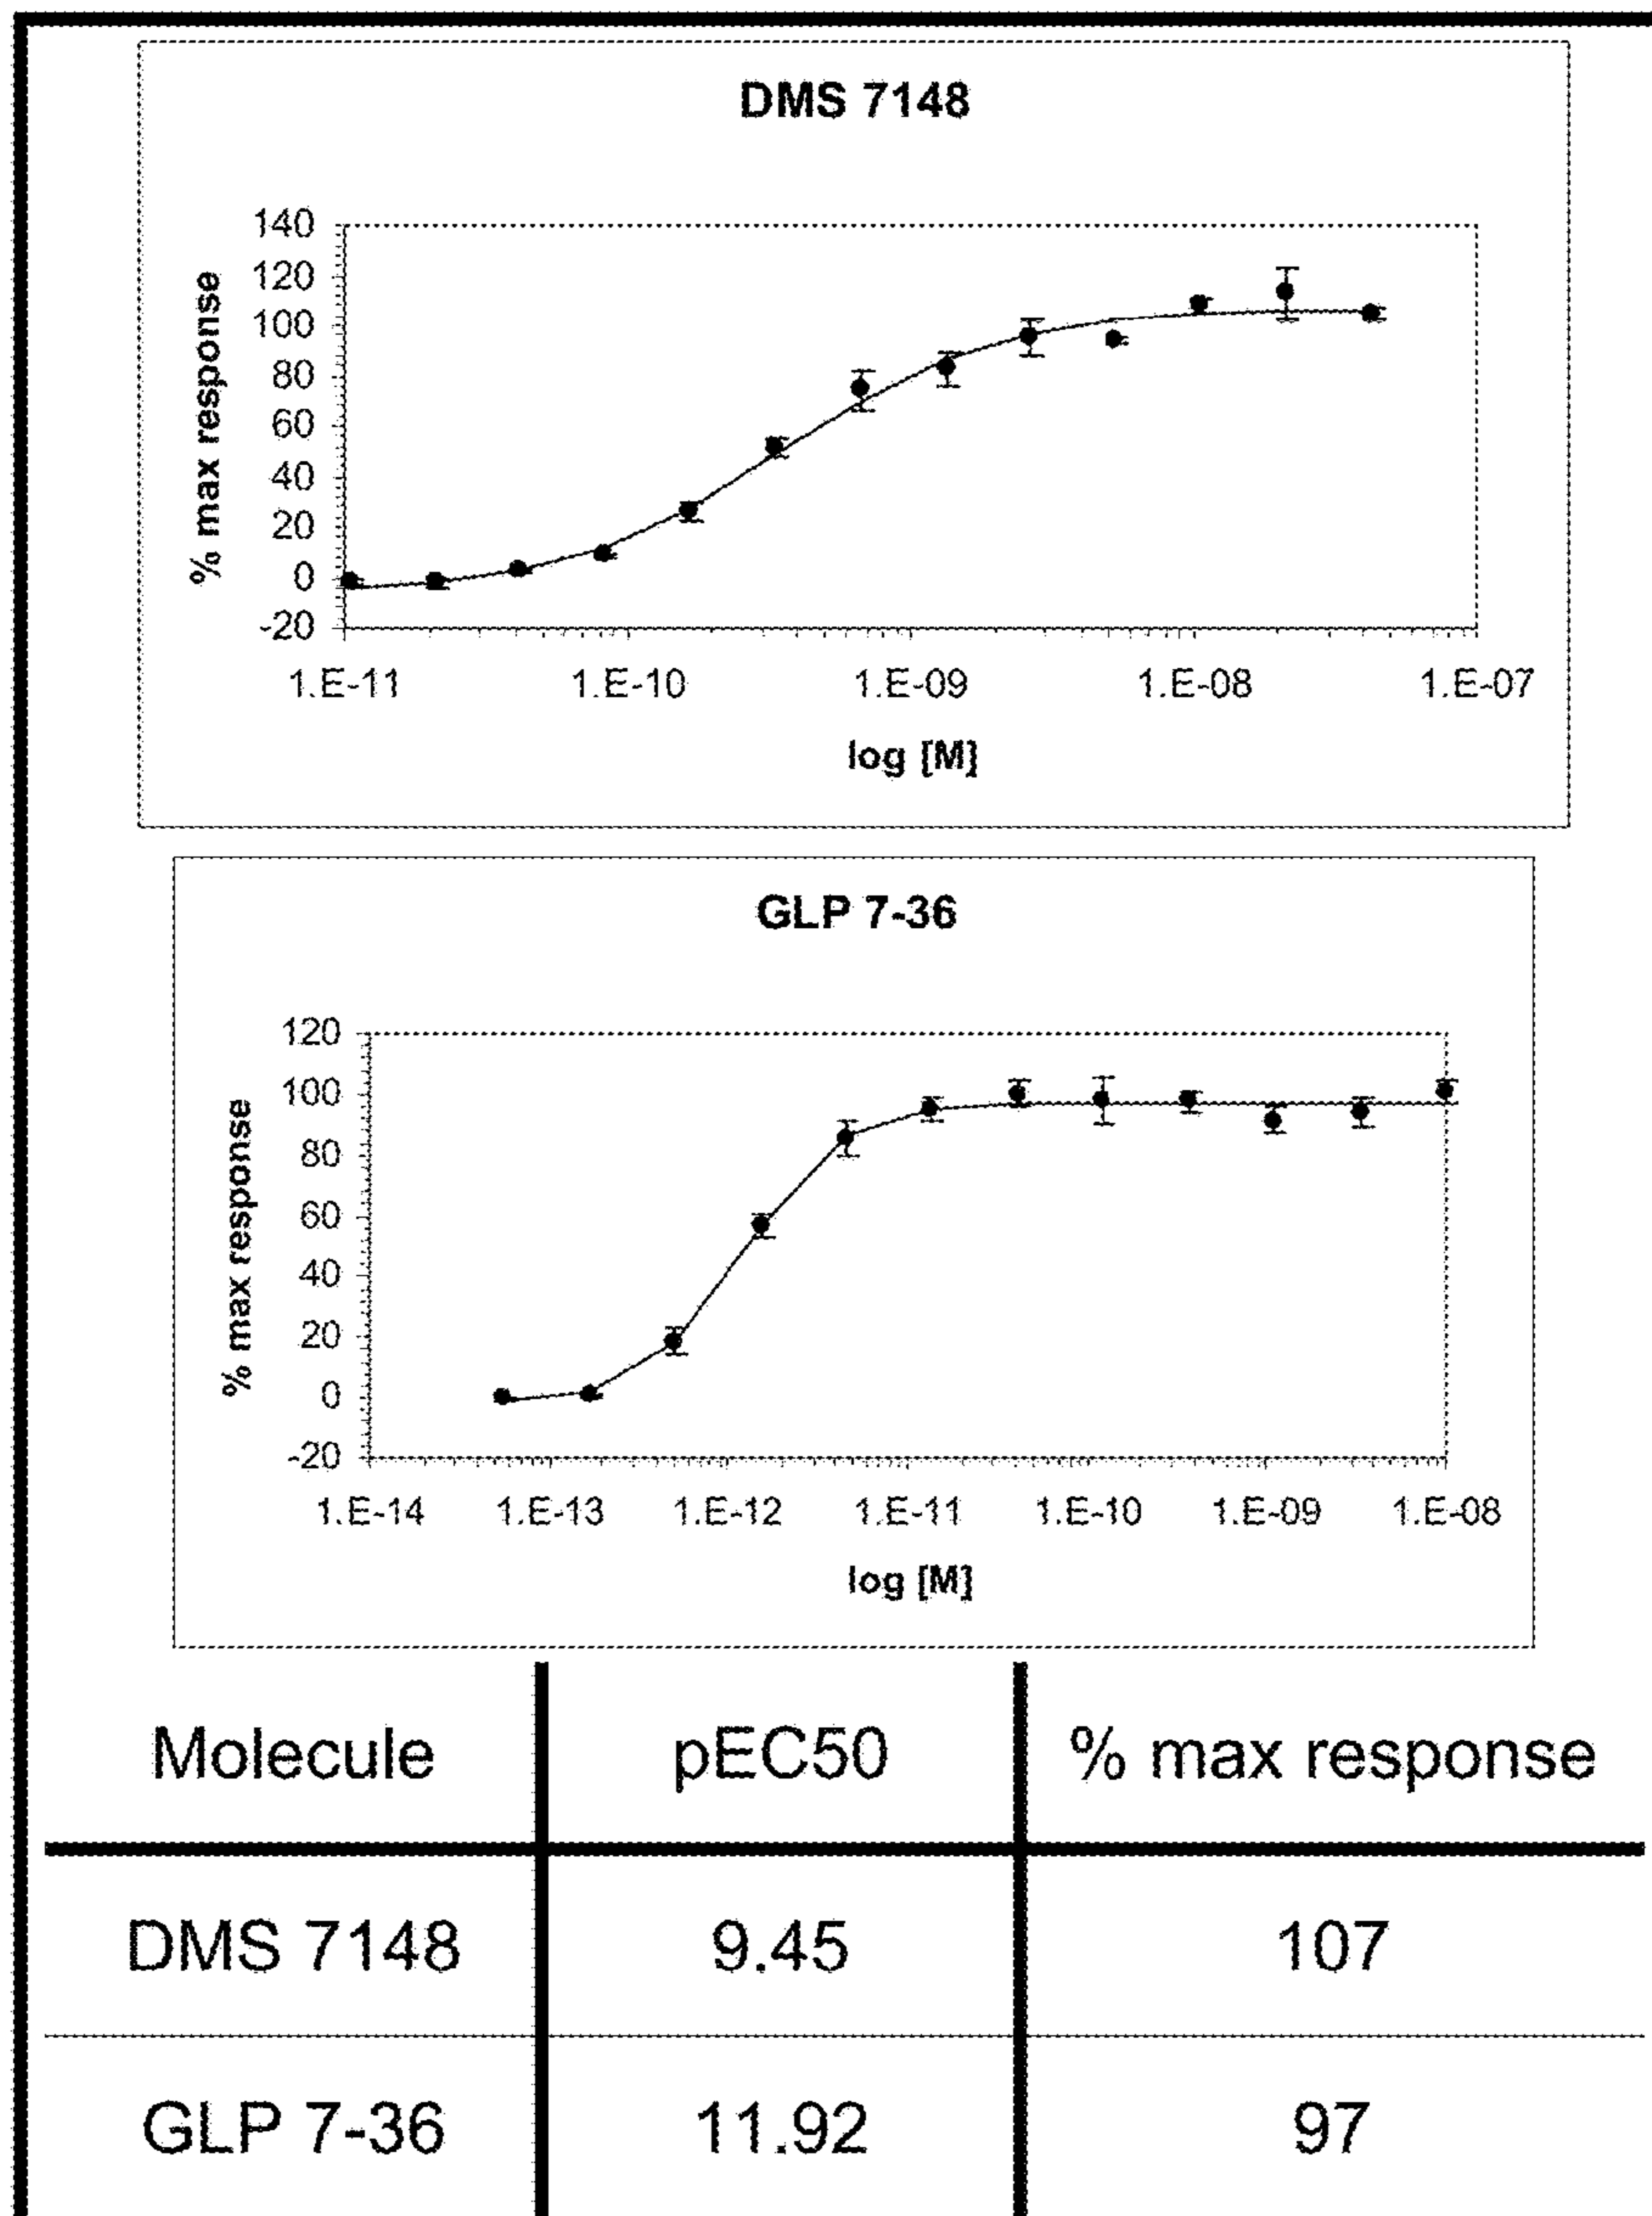 DMS 7148
140
120
100
80
60
40
20
0
-20
% max response
1.E-11 1.E-10 1.E-09 1.E-08 1.E-07
log [M]
GLP 7-36
120
100
80
60
40
20
0
-20
% max response
1.E-14 1.E-13 1.E-12 1.E-11 1.E-10 1.E-09 1.E-08
log [M]
Molecule pEC50 % max response
DMS 7148 9.45 107
GLP 7-36 11.92 97